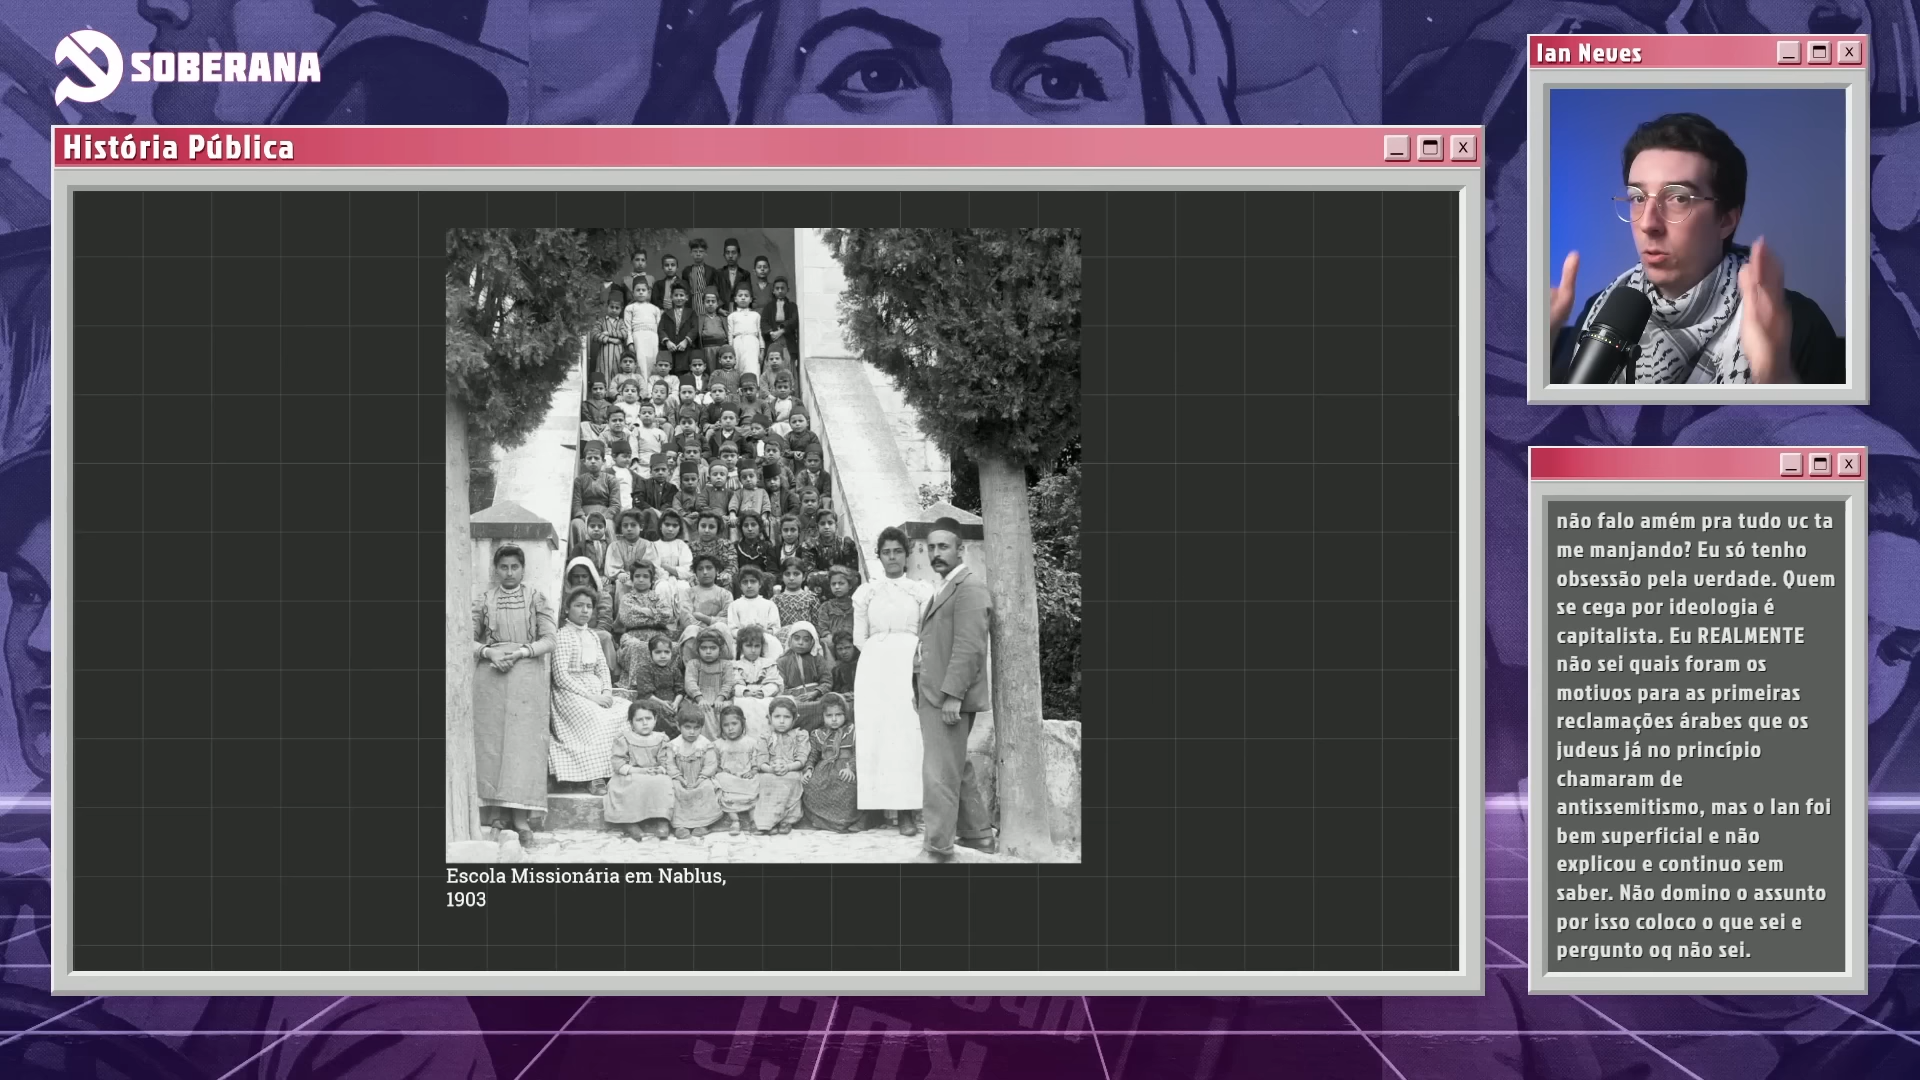 SOBERANA
História Pública
Escola Missionária em Nablus,
1903
Ian Neves
não falo amém pra tudo vc ta
me manjando? Eu só tenho
obsessão pela verdade. Quem
se cega por ideologia é
capitalista. Eu REALMENTE
não sei quais foram os
motivos para as primeiras
reclamações árabes que os
judeus já no princípio
chamaram de
antissemitismo, mas o Ian foi
bem superficial e não
explicou e continuo sem
saber. Não domino o assunto
por isso coloco o que sei e
pergunto oq não sei.